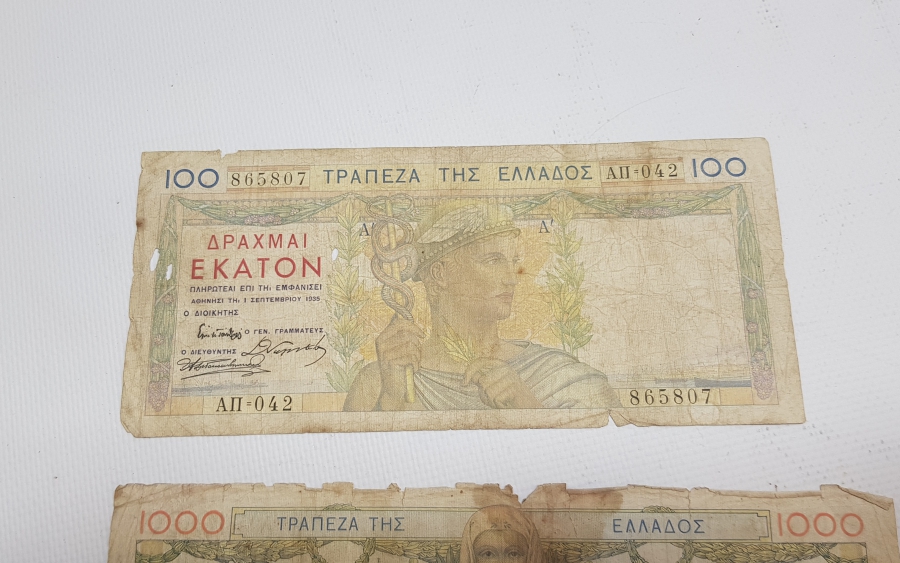 100 865807 ΤΡΑΠΕΖΑ ΤΗΣ ΕΛΛΑΔΟΣ ΑΠ=042 100
Α' Α'
ΔΡΑΧΜΑΙ
ΕΚΑΤΟΝ
ΠΛΗΡΩΤΕΑΙ ΕΠΙ ΤΗι ΕΜΦΑΝΙΣΕΙ
ΑΘΗΝΗΣΙ ΤΗι 1 ΣΕΠΤΕΜΒΡΙΟΥ 1935
Ο ΔΙΟΙΚΗΤΗΣ
Ο ΓΕΝ. ΓΡΑΜΜΑΤΕΥΣ
Ο ΔΙΕΥΘΥΝΤΗΣ
ΑΠ=042 865807
1000 ΤΡΑΠΕΖΑ ΤΗΣ ΕΛΛΑΔΟΣ 1000